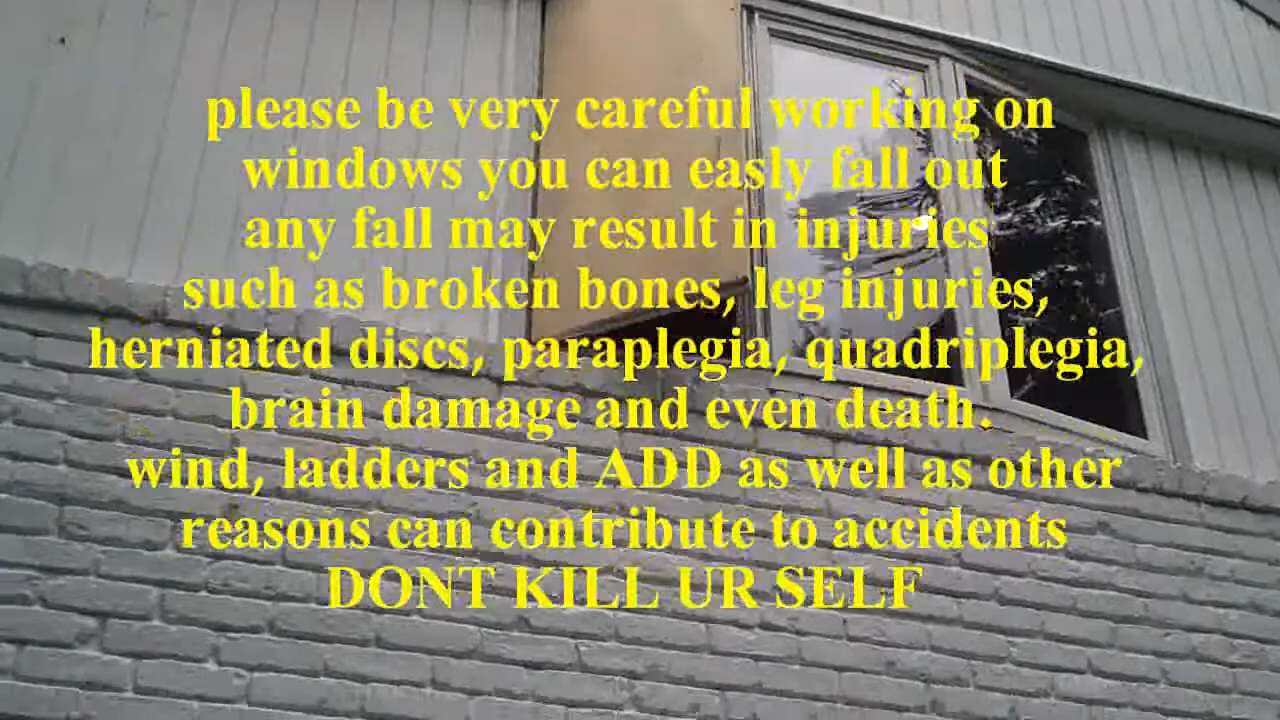 please be very careful working on
windows you can easly fall out
any fall may result in injuries
such as broken bones, leg injuries,
herniated discs, paraplegia, quadriplegia,
brain damage and even death.
wind, ladders and ADD as well as other
reasons can contribute to accidents
DONT KILL UR SELF